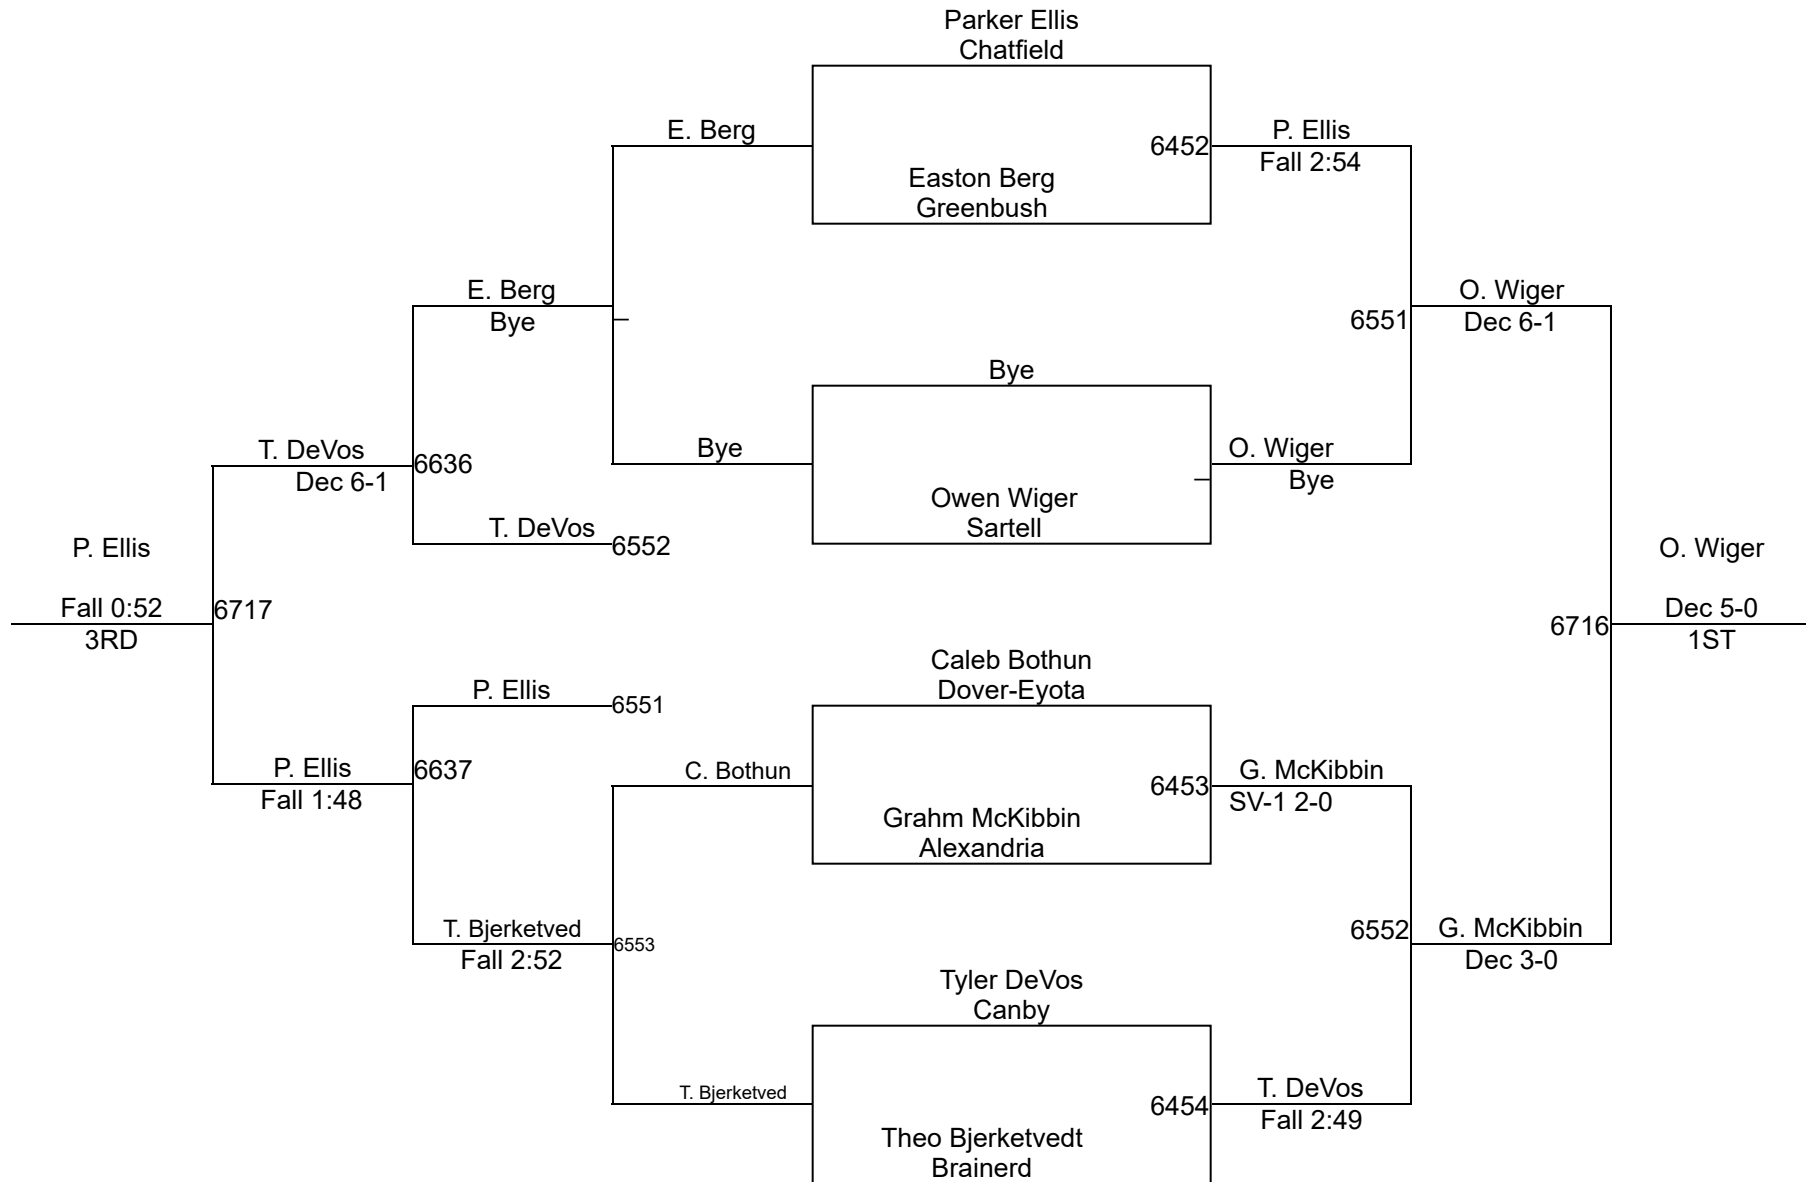 Parker Ellis
Chatfield
E. Berg
6452
P. Ellis
Fall 2:54
Easton Berg
Greenbush
E. Berg
Bye
O. Wiger
Dec 6-1
6551
Bye
Bye
O. Wiger
Bye
T. DeVos
Dec 6-1
6636
Owen Wiger
Sartell
T. DeVos
6552
P. Ellis
Fall 0:52
3RD
6717
O. Wiger
Dec 5-0
1ST
6716
Caleb Bothun
Dover-Eyota
P. Ellis
6551
P. Ellis
Fall 1:48
6637
C. Bothun
6453
G. McKibbin
SV-1 2-0
Grahm McKibbin
Alexandria
T. Bjerketved
Fall 2:52
6553
6552
G. McKibbin
Dec 3-0
Tyler DeVos
Canby
T. Bjerketved
6454
T. DeVos
Fall 2:49
Theo Bjerketvedt
Brainerd